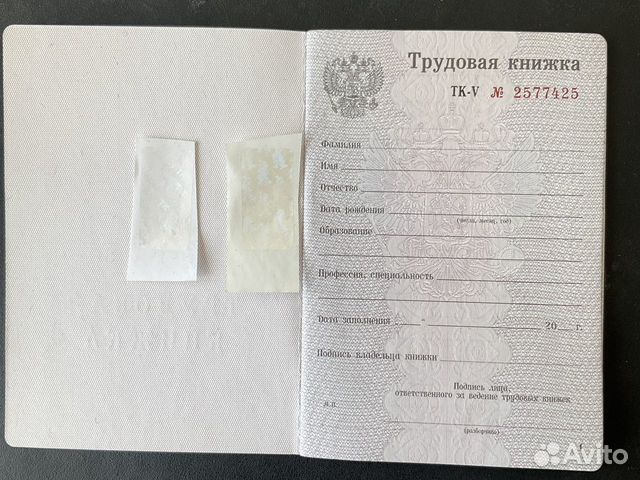 Трудовая книжка
ТК-V № 2577425
Фамилия
Имя
Отчество
Дата рождения
(число, месяц, год)
Образование
Профессия, специальность
Дата заполнения " " 20 г.
Подпись владельца книжки
Подпись лица,
ответственного за ведение трудовых книжек
М.П.
(разборчиво)
1
Avito